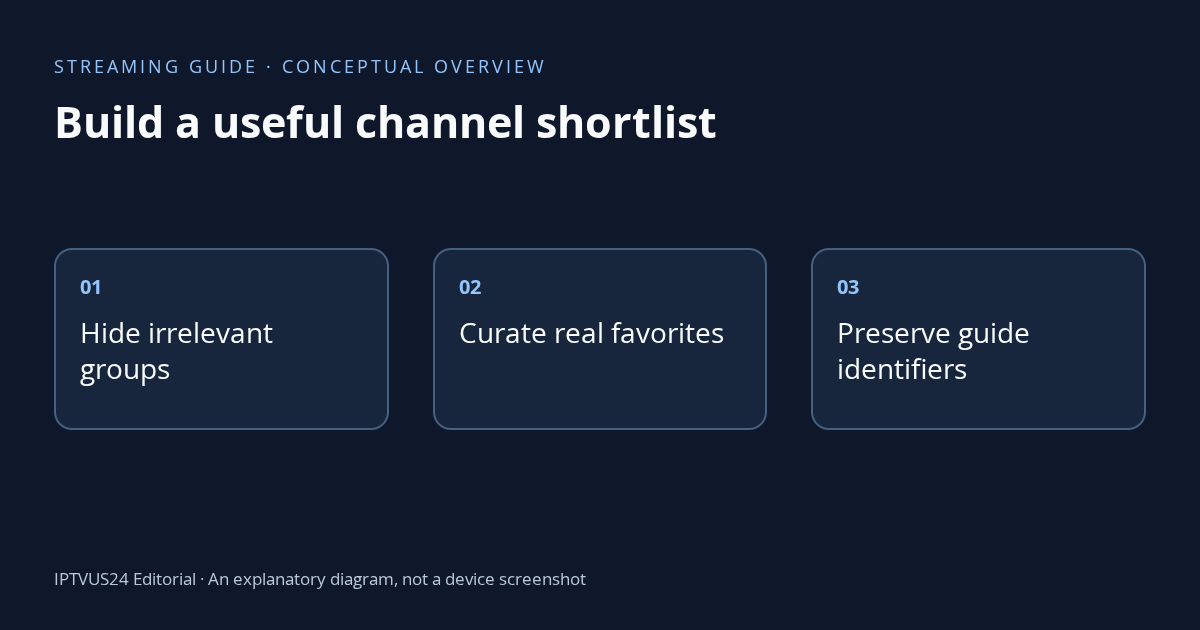 STREAMING GUIDE · CONCEPTUAL OVERVIEW
Build a useful channel shortlist
01
Hide irrelevant
groups
02
Curate real favorites
03
Preserve guide
identifiers
IPTVUS24 Editorial · An explanatory diagram, not a device screenshot